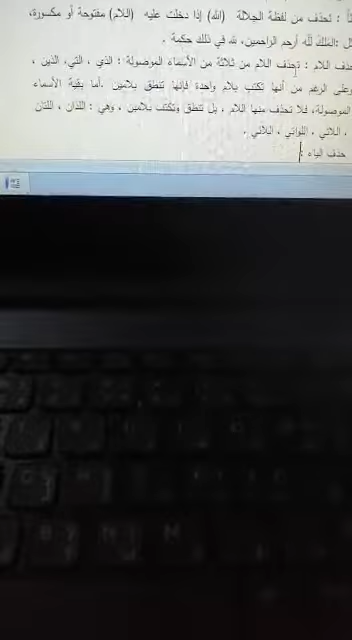 : تحذف من لفظة الجلالة (الله) إذا دخلت عليه (اللام) مفتوحة أو مكسورة،
المُلكُ لله أرحم الراحمين، لله في ذلك حكمة .
حذف اللام : تحذف اللام من ثلاثة من الأسماء الموصولة : الذي ، التي، الذين ،
وعلى الرغم من أنها تكتب بلام واحدة فإنها تنطق بلامين .أما بقية الأسماء
الموصولة، فلا تحذف منها اللام ، بل تنطق وتكتب بلامين ، وهي : اللذان ، اللتان
، اللاتي ، اللواتي ، اللائي .
حذف الياء :